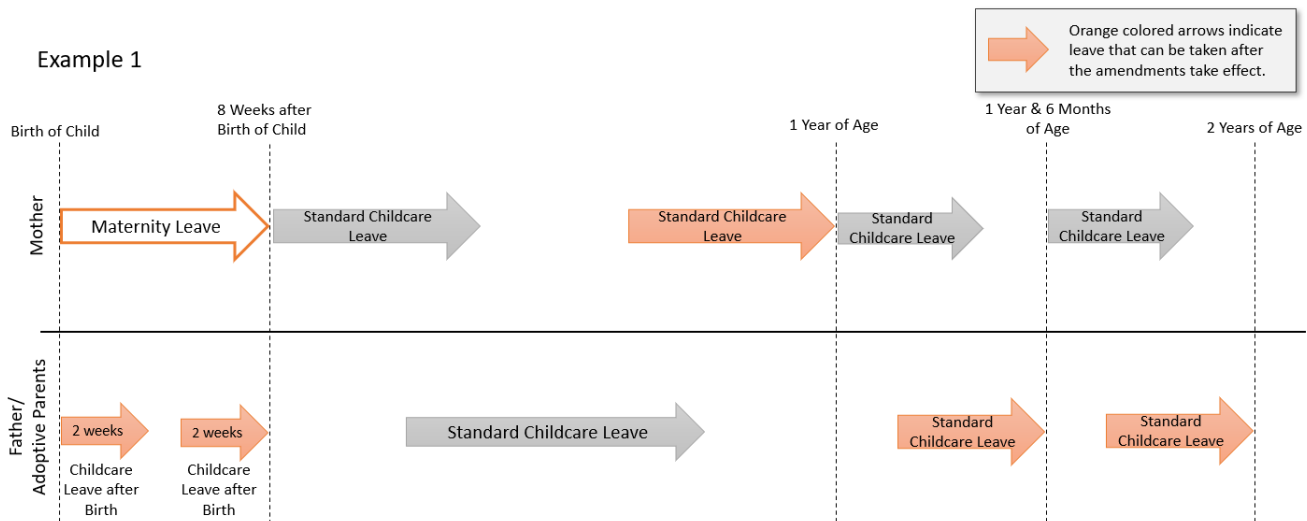 Orange colored arrows indicate
leave that can be taken after
the amendments take effect.
Example 1
Birth of Child
8 Weeks after
Birth of Child
1 Year of Age
1 Year & 6 Months
of Age
2 Years of Age
Mother
Maternity Leave
Standard Childcare
Leave
Standard Childcare
Leave
Standard
Childcare Leave
Standard
Childcare Leave
Father/
Adoptive Parents
2 weeks
Childcare
Leave after
Birth
2 weeks
Childcare
Leave after
Birth
Standard Childcare Leave
Standard
Childcare Leave
Standard
Childcare Leave